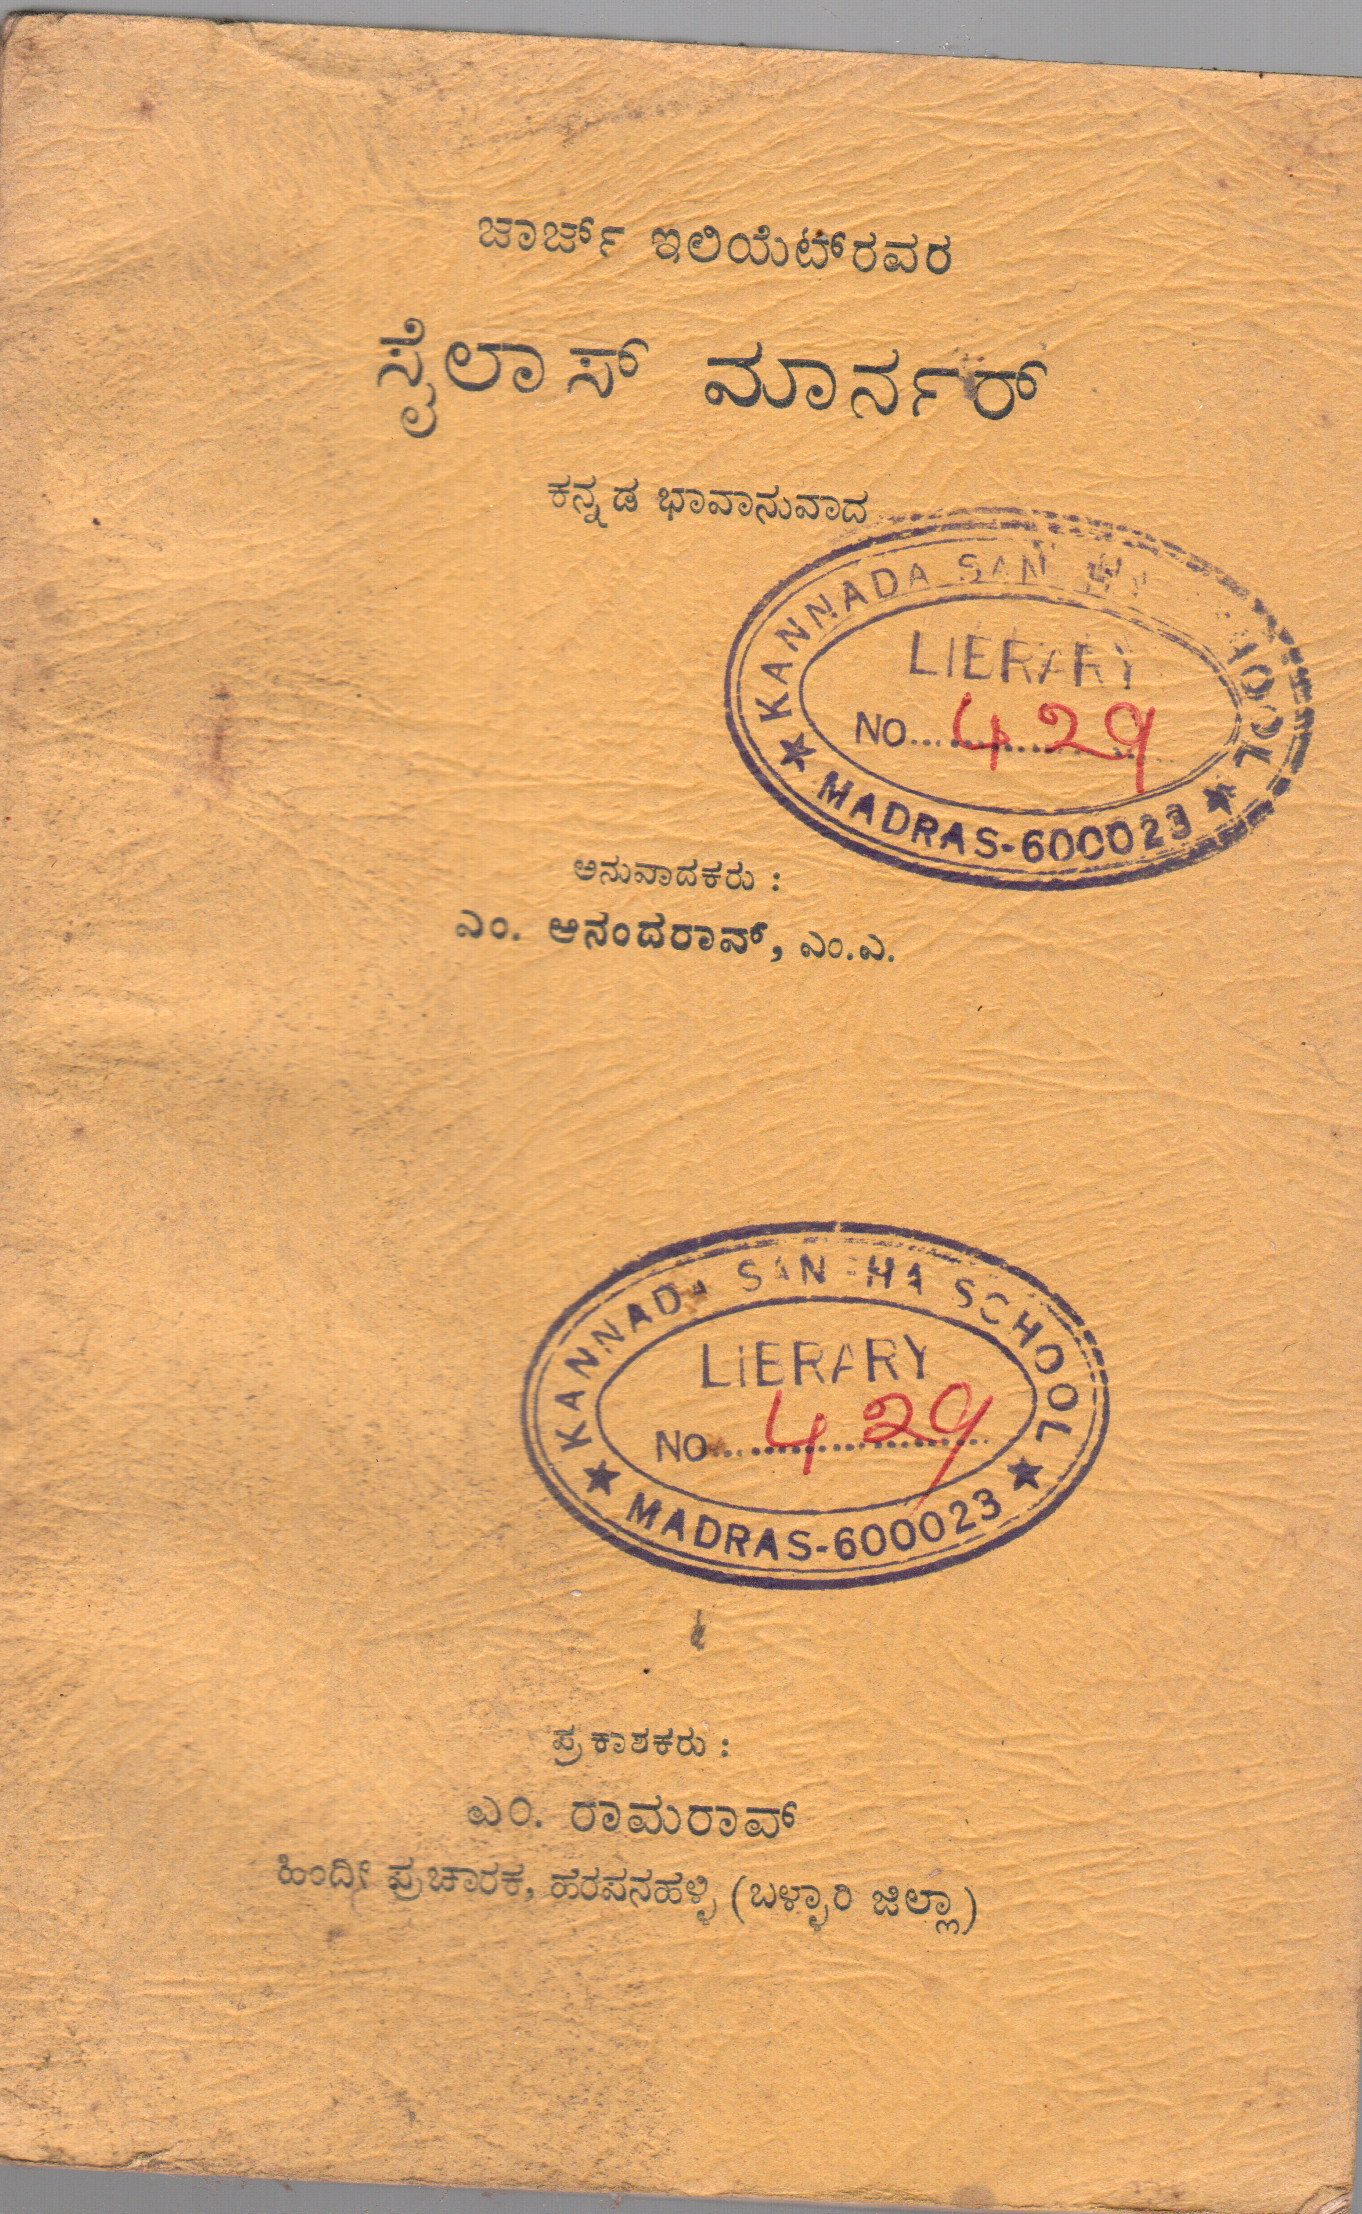 ಜಾರ್ಜ್ ಇಲಿಯೆಟ್‌ರವರ
ಸೈಲಾಸ್ ಮಾರ್ನರ್
ಕನ್ನಡ ಭಾವಾನುವಾದ
KANNADA
LIBRARY
NO. 429
MADRAS-600023
ಅನುವಾದಕರು :
ಎಂ. ಆನಂದರಾವ್, ಎಂ.ಎ.
KANNADA SANGHA SCHOOL
LIBRARY
NO. 429
MADRAS-600023
ಪ್ರಕಾಶಕರು :
ಎಂ. ರಾಮರಾವ್
ಹಿಂದೀ ಪ್ರಚಾರಕ, ಹರಪನಹಳ್ಳಿ (ಬಳ್ಳಾರಿ ಜಿಲ್ಲಾ)